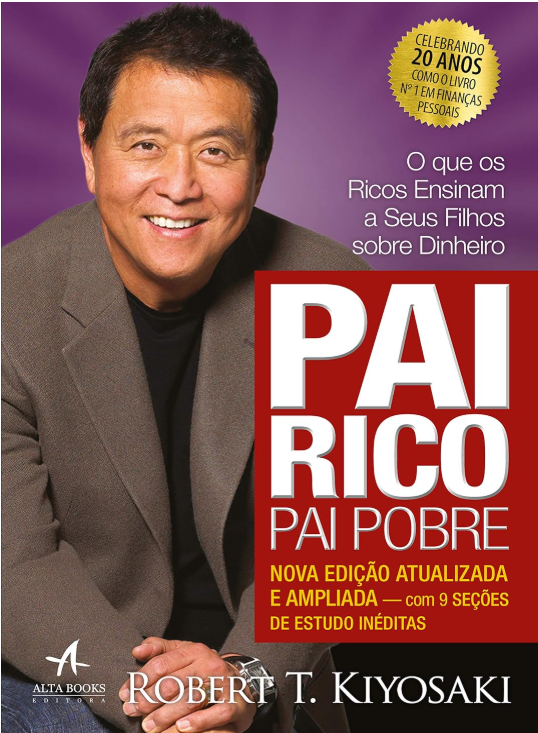 CELEBRANDO
20 ANOS
COMO O LIVRO
Nº 1 EM FINANÇAS
PESSOAIS
O que os
Ricos Ensinam
a Seus Filhos
sobre Dinheiro
PAI
RICO
PAI POBRE
NOVA EDIÇÃO ATUALIZADA
E AMPLIADA — com 9 SEÇÕES
DE ESTUDO INÉDITAS
ALTA BOOKS
EDITORA
ROBERT T. KIYOSAKI